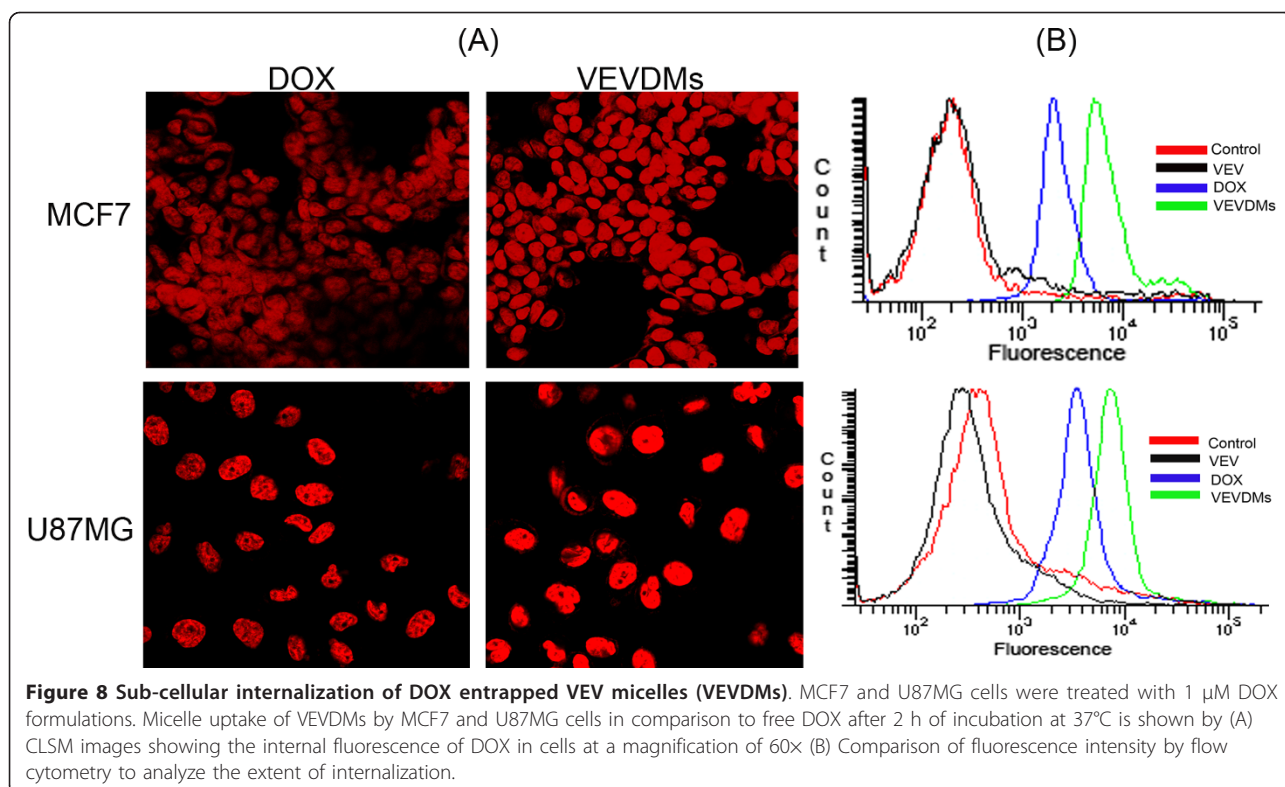 (A)
(B)
DOX
VEVDMs
MCF7
U87MG
Count
Control
VEV
DOX
VEVDMs
10²
10³
10⁴
10⁵
Fluorescence
Count
Control
VEV
DOX
VEVDMs
10²
10³
10⁴
10⁵
Fluorescence
Figure 8 Sub-cellular internalization of DOX entrapped VEV micelles (VEVDMs). MCF7 and U87MG cells were treated with 1 μM DOX
formulations. Micelle uptake of VEVDMs by MCF7 and U87MG cells in comparison to free DOX after 2 h of incubation at 37°C is shown by (A)
CLSM images showing the internal fluorescence of DOX in cells at a magnification of 60× (B) Comparison of fluorescence intensity by flow
cytometry to analyze the extent of internalization.